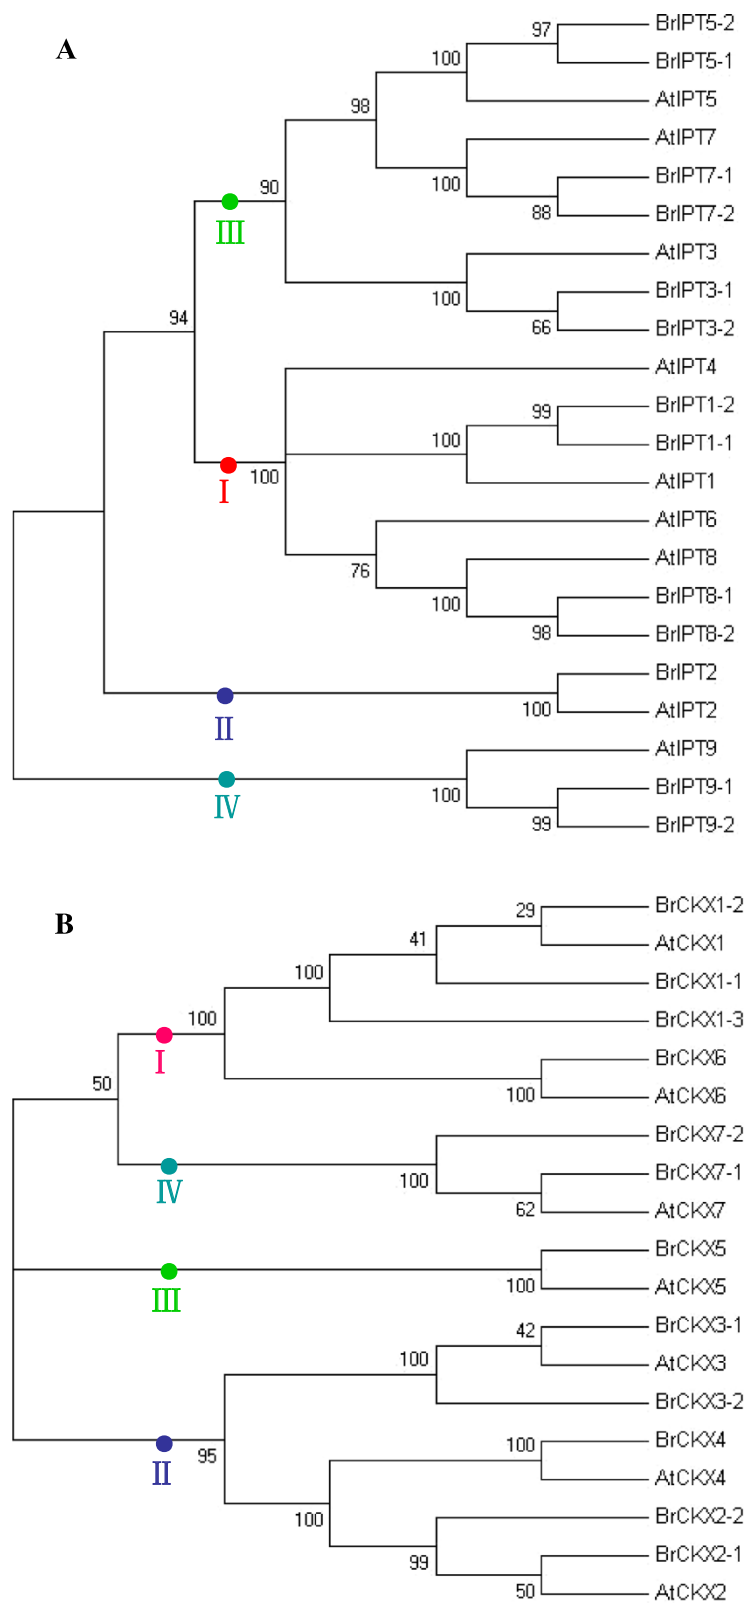 A
97
BrIPT5-2
BrIPT5-1
100
AtIPT5
98
AtIPT7
100
BrIPT7-1
88
BrIPT7-2
90
III
AtIPT3
100
BrIPT3-1
66
BrIPT3-2
94
AtIPT4
99
BrIPT1-2
BrIPT1-1
100
AtIPT1
I
100
AtIPT6
76
AtIPT8
100
BrIPT8-1
98
BrIPT8-2
BrIPT2
100
AtIPT2
II
AtIPT9
100
BrIPT9-1
99
BrIPT9-2
IV
B
29
BrCKX1-2
AtCKX1
41
BrCKX1-1
100
BrCKX1-3
100
I
BrCKX6
100
AtCKX6
50
BrCKX7-2
100
BrCKX7-1
62
AtCKX7
IV
BrCKX5
100
AtCKX5
III
42
BrCKX3-1
100
AtCKX3
BrCKX3-2
II
95
100
BrCKX4
AtCKX4
100
BrCKX2-2
99
BrCKX2-1
50
AtCKX2